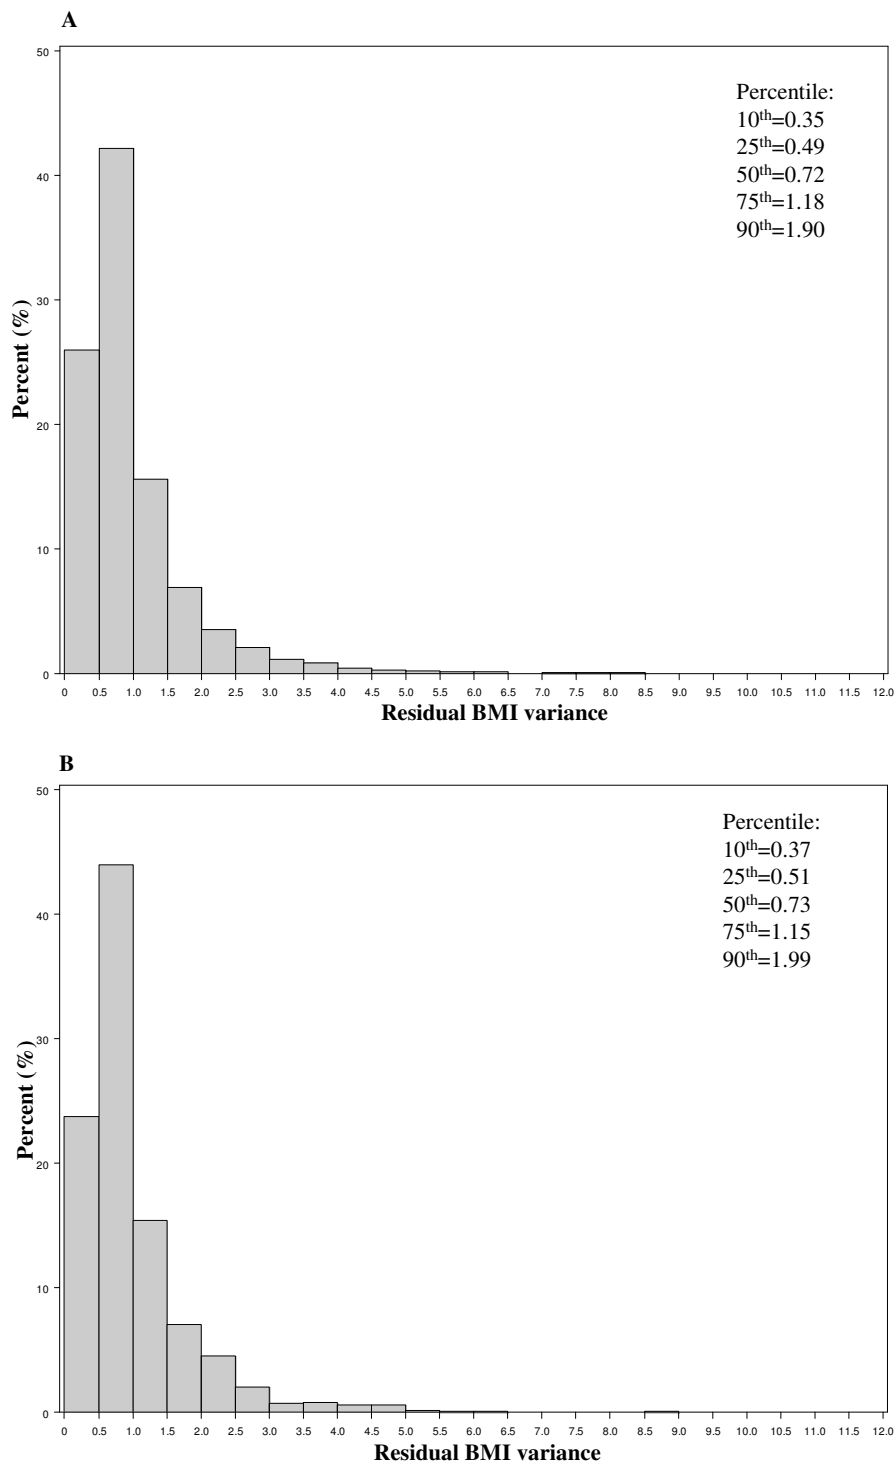 A
50
40
30
20
10
0
Percent (%)
Percentile:
10th=0.35
25th=0.49
50th=0.72
75th=1.18
90th=1.90
0 0.5 1.0 1.5 2.0 2.5 3.0 3.5 4.0 4.5 5.0 5.5 6.0 6.5 7.0 7.5 8.0 8.5 9.0 9.5 10.0 10.5 11.0 11.5 12.0
Residual BMI variance
B
50
40
30
20
10
0
Percent (%)
Percentile:
10th=0.37
25th=0.51
50th=0.73
75th=1.15
90th=1.99
0 0.5 1.0 1.5 2.0 2.5 3.0 3.5 4.0 4.5 5.0 5.5 6.0 6.5 7.0 7.5 8.0 8.5 9.0 9.5 10.0 10.5 11.0 11.5 12.0
Residual BMI variance